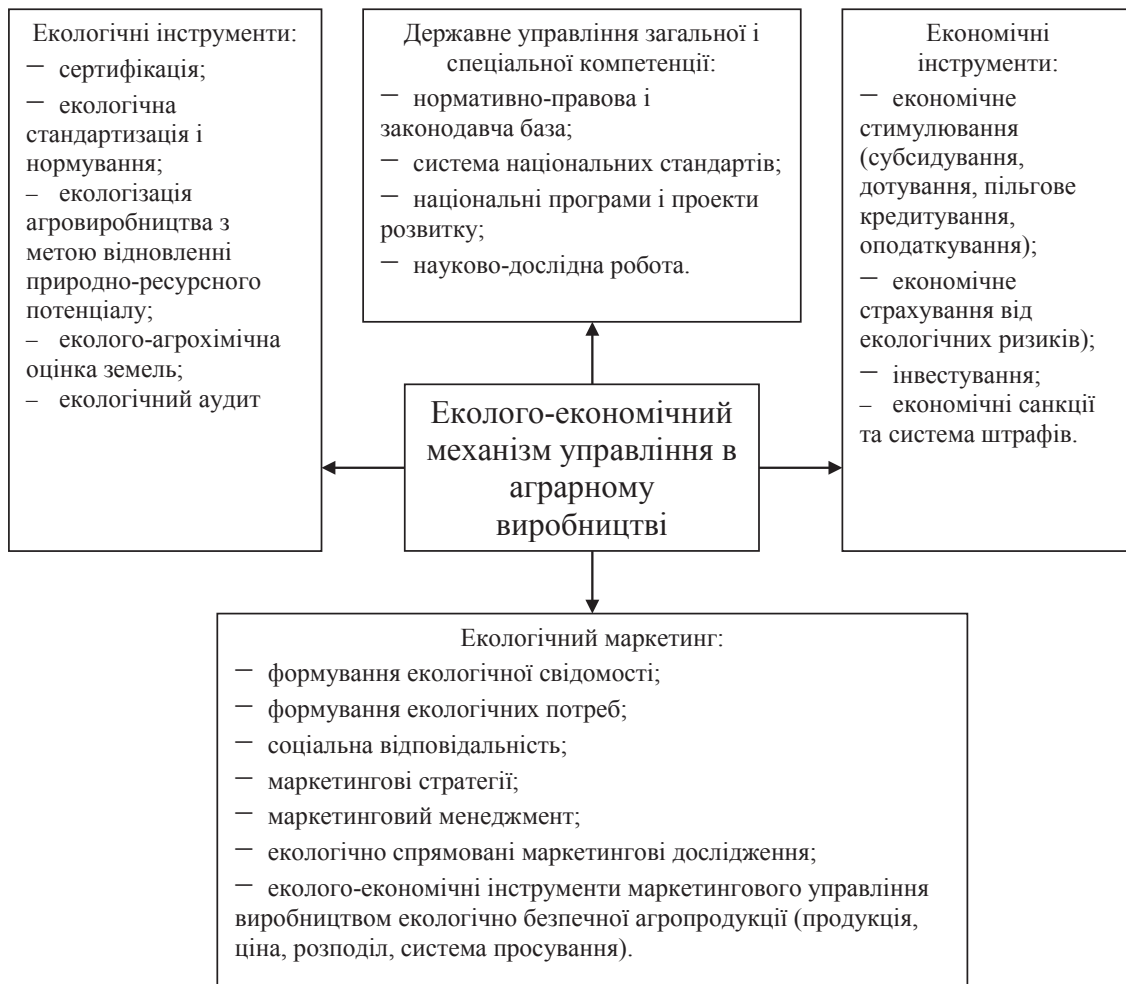 Екологічні інструменти:
— сертифікація;
— екологічна
стандартизація і
нормування;
– екологізація
агровиробництва з
метою відновленні
природно-ресурсного
потенціалу;
– еколого-агрохімічна
оцінка земель;
– екологічний аудит
Державне управління загальної і
спеціальної компетенції:
— нормативно-правова і
законодавча база;
— система національних стандартів;
— національні програми і проекти
розвитку;
— науково-дослідна робота.
Економічні
інструменти:
— економічне
стимулювання
(субсидування,
дотування, пільгове
кредитування,
оподаткування);
— економічне
страхування від
екологічних ризиків);
— інвестування;
– економічні санкції
та система штрафів.
Еколого-економічний
механізм управління в
аграрному
виробництві
Екологічний маркетинг:
— формування екологічної свідомості;
— формування екологічних потреб;
— соціальна відповідальність;
— маркетингові стратегії;
— маркетинговий менеджмент;
— екологічно спрямовані маркетингові дослідження;
— еколого-економічні інструменти маркетингового управління
виробництвом екологічно безпечної агропродукції (продукція,
ціна, розподіл, система просування).